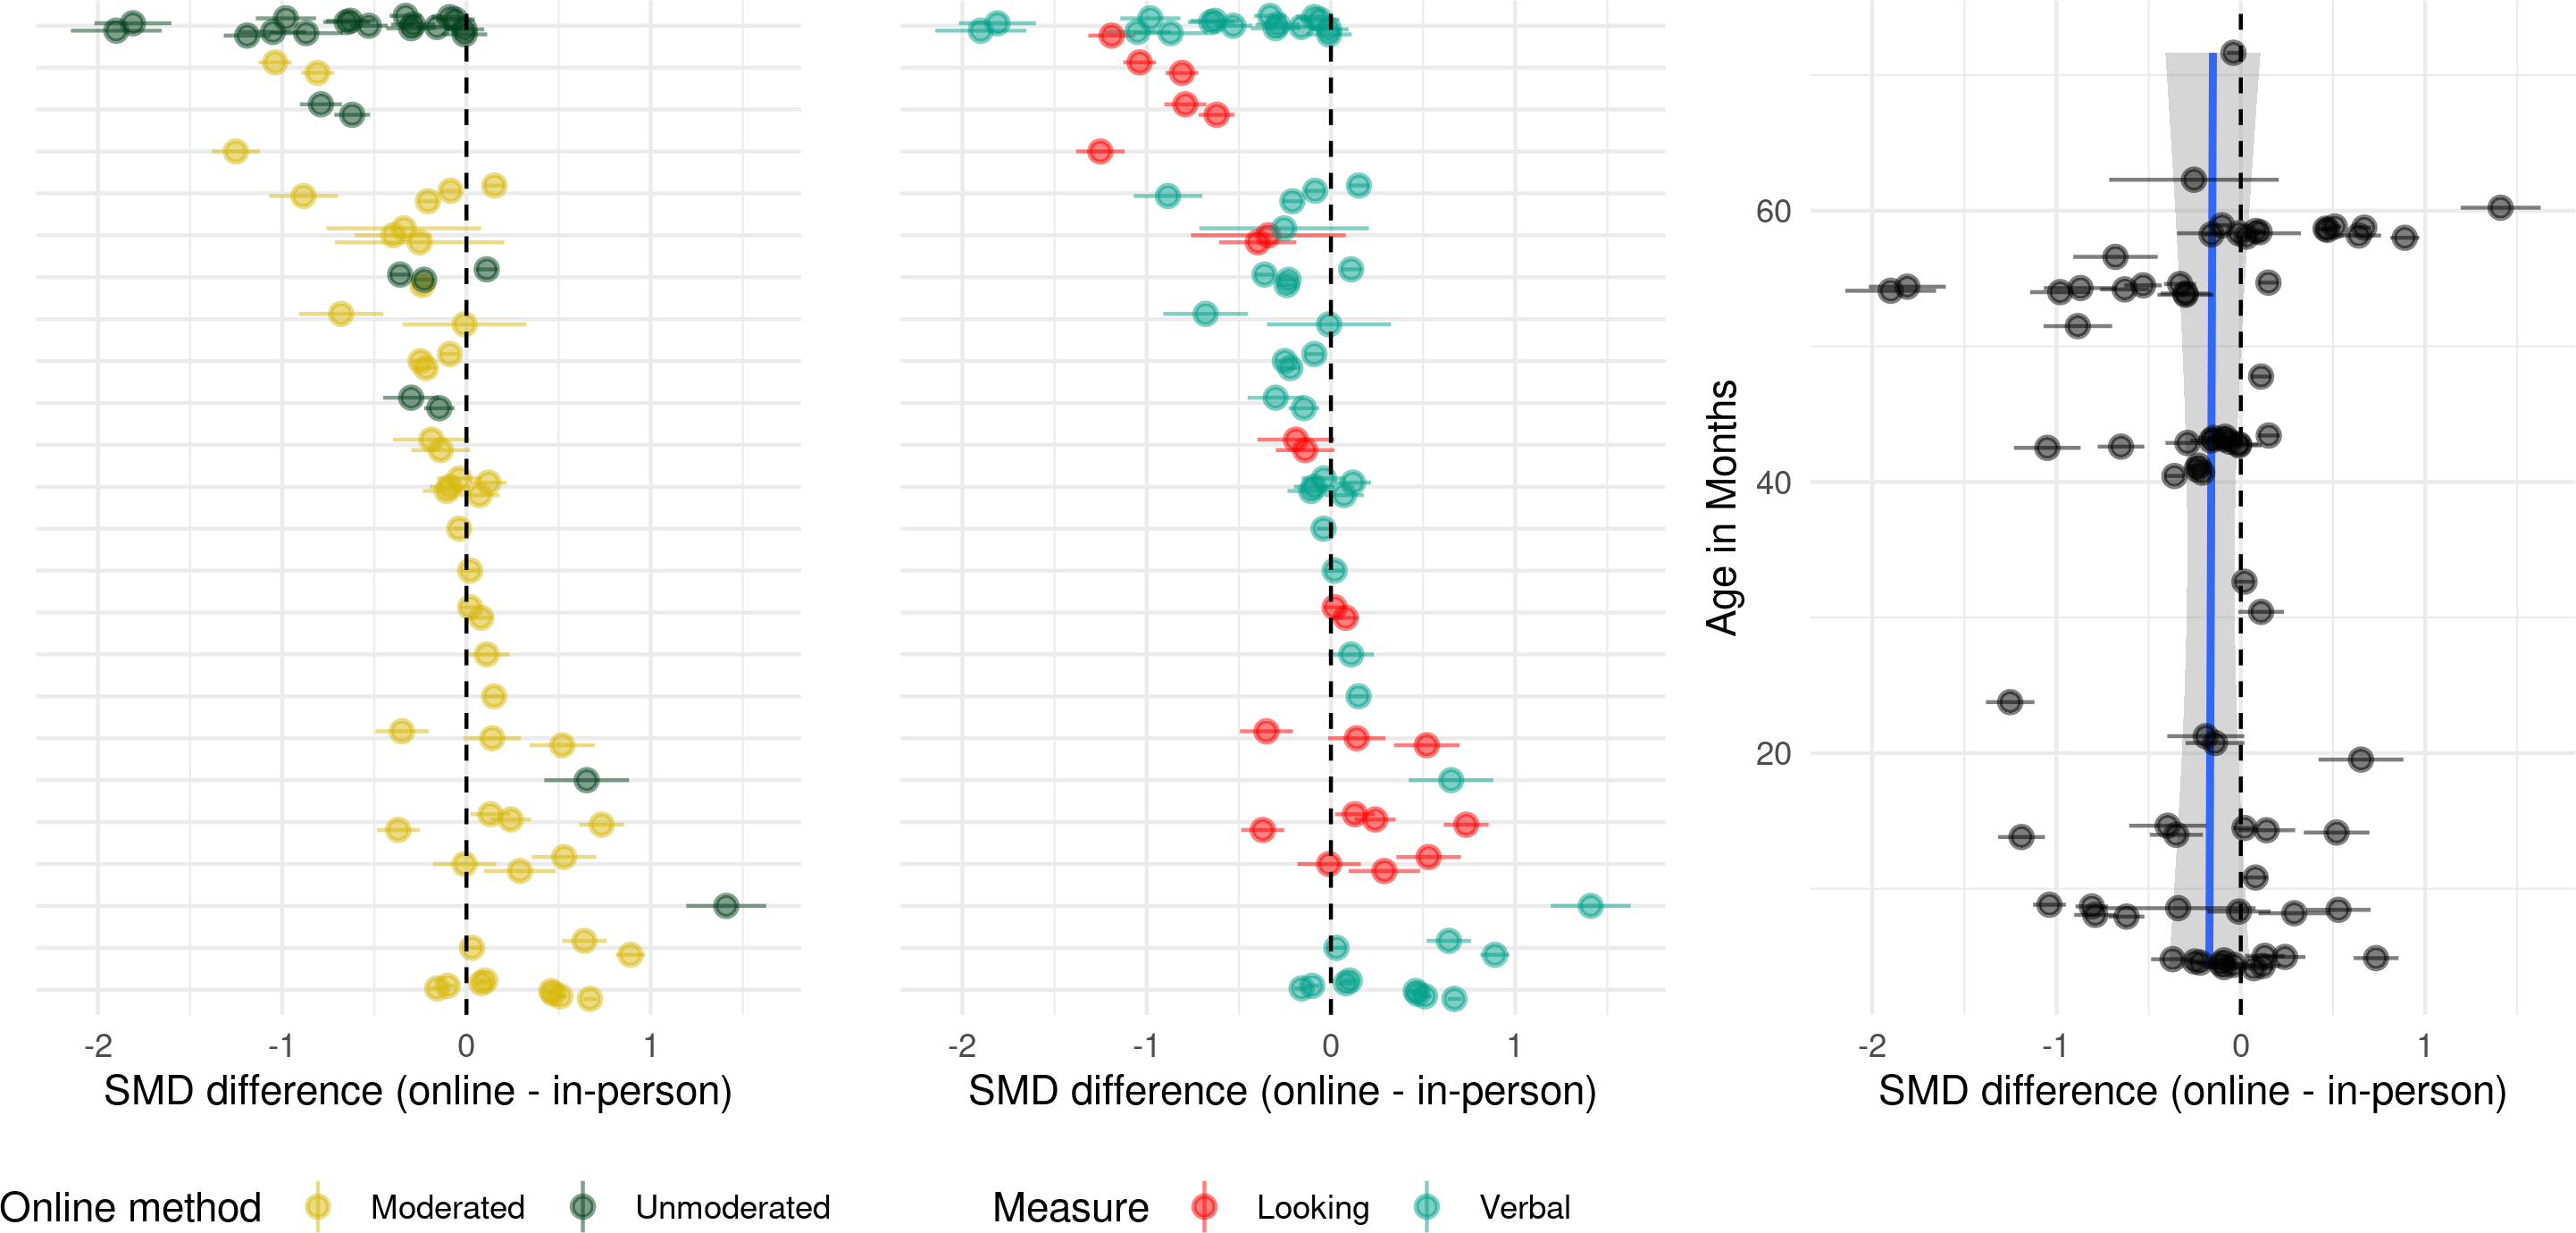 Age in Months
60
40
20
-2 -1 0 1
-2 -1 0 1
-2 -1 0 1
SMD difference (online - in-person)
SMD difference (online - in-person)
SMD difference (online - in-person)
Online method Moderated Unmoderated
Measure Looking Verbal